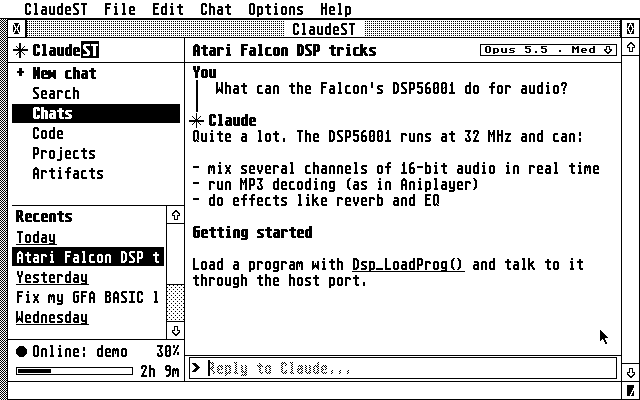 ClaudeST File Edit Chat Options Help
ClaudeST
ClaudeST
+ New chat
Search
Chats
Code
Projects
Artifacts
Recents
Today
Atari Falcon DSP t
Yesterday
Fix my GFA BASIC l
Wednesday
Online: demo 30%
2h 9m
Atari Falcon DSP tricks
Opus 5.5 · Med
You
What can the Falcon's DSP56001 do for audio?
Claude
Quite a lot. The DSP56001 runs at 32 MHz and can:
- mix several channels of 16-bit audio in real time
- run MP3 decoding (as in Aniplayer)
- do effects like reverb and EQ
Getting started
Load a program with Dsp_LoadProg() and talk to it
through the host port.
> Reply to Claude...